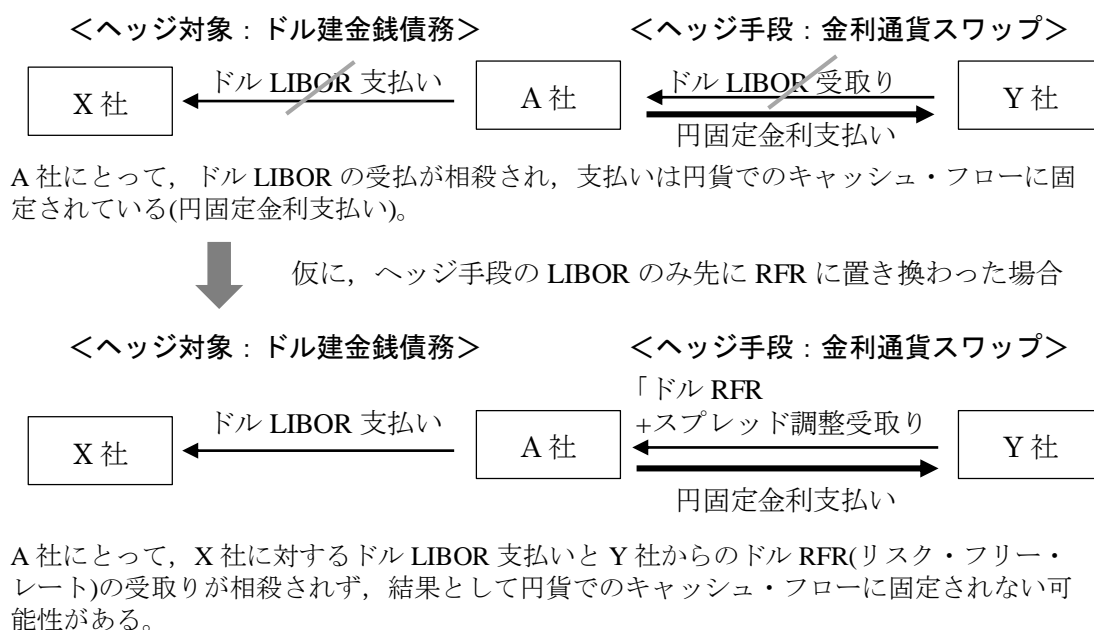 ＜ヘッジ対象：ドル建金銭債務＞ ＜ヘッジ手段：金利通貨スワップ＞
X 社 ドル LIBOR 支払い A 社 ドル LIBOR 受取り Y 社
円固定金利支払い
A 社にとって，ドル LIBOR の受払が相殺され，支払いは円貨でのキャッシュ・フローに固
定されている(円固定金利支払い)。
仮に，ヘッジ手段の LIBOR のみ先に RFR に置き換わった場合
＜ヘッジ対象：ドル建金銭債務＞ ＜ヘッジ手段：金利通貨スワップ＞
「ドル RFR
X 社 ドル LIBOR 支払い A 社 +スプレッド調整受取り Y 社
円固定金利支払い
A 社にとって，X 社に対するドル LIBOR 支払いと Y 社からのドル RFR(リスク・フリー・
レート)の受取りが相殺されず，結果として円貨でのキャッシュ・フローに固定されない可
能性がある。